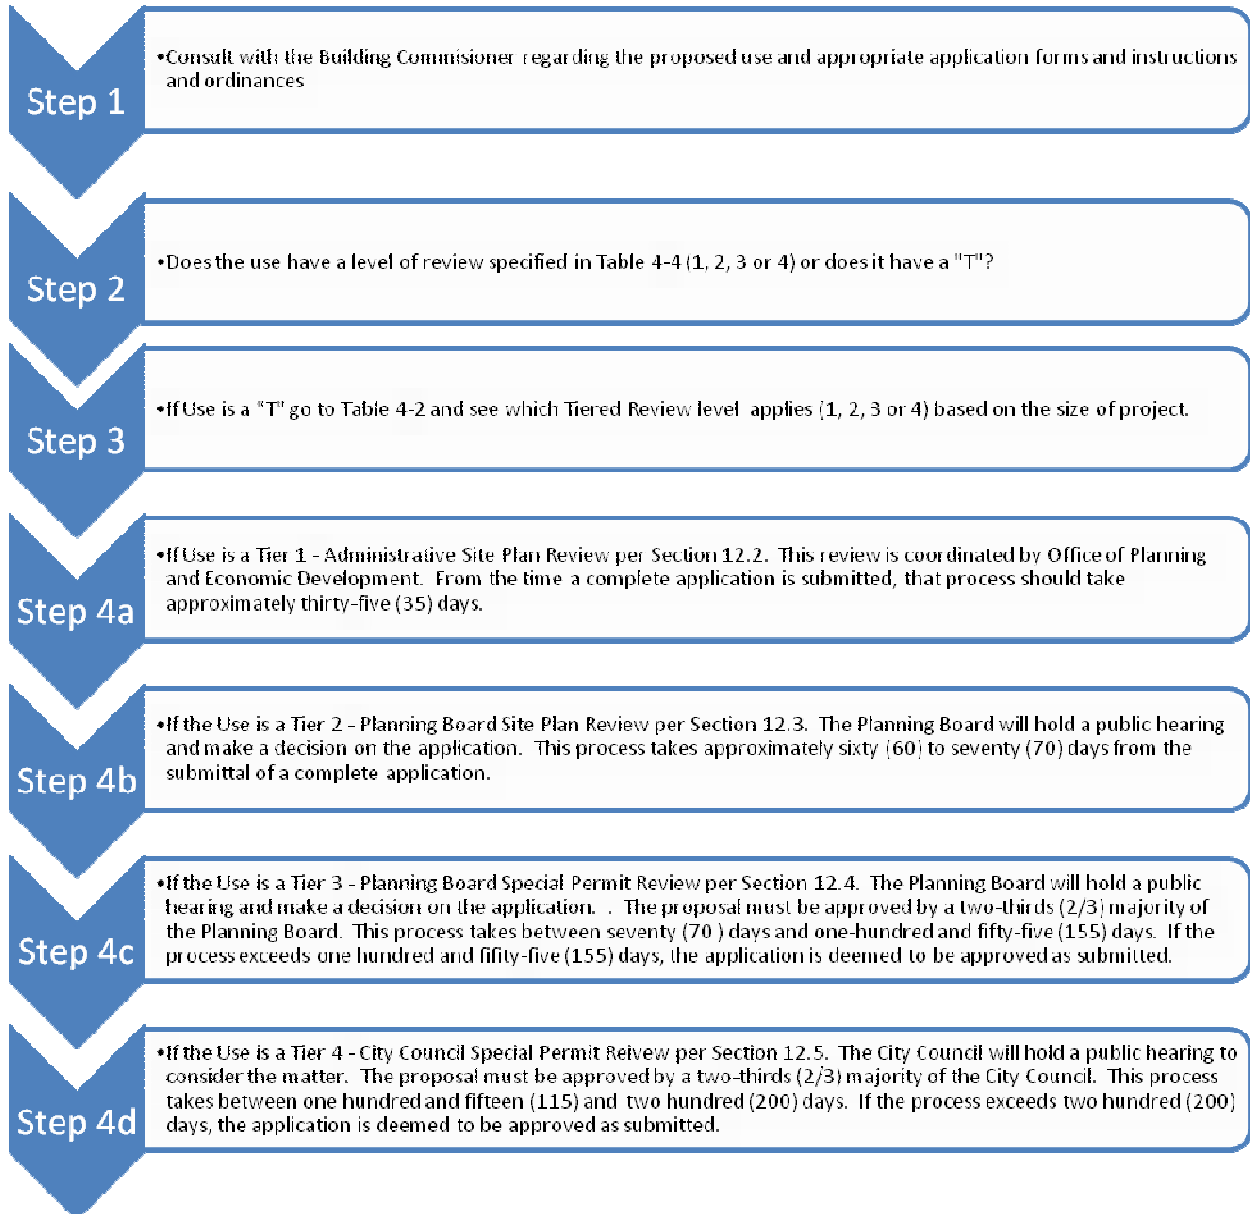 Step 1
•Consult with the Building Commisioner regarding the proposed use and appropriate application forms and instructions
and ordinances
Step 2
•Does the use have a level of review specified in Table 4-4 (1, 2, 3 or 4) or does it have a "T"?
Step 3
•If Use is a “T” go to Table 4-2 and see which Tiered Review level applies (1, 2, 3 or 4) based on the size of project.
Step 4a
•If Use is a Tier 1 - Administrative Site Plan Review per Section 12.2. This review is coordinated by Office of Planning
and Economic Development. From the time a complete application is submitted, that process should take
approximately thirty-five (35) days.
Step 4b
•If the Use is a Tier 2 - Planning Board Site Plan Review per Section 12.3. The Planning Board will hold a public hearing
and make a decision on the application. This process takes approximately sixty (60) to seventy (70) days from the
submittal of a complete application.
Step 4c
•If the Use is a Tier 3 - Planning Board Special Permit Review per Section 12.4. The Planning Board will hold a public
hearing and make a decision on the application. . The proposal must be approved by a two-thirds (2/3) majority of
the Planning Board. This process takes between seventy (70 ) days and one-hundred and fifty-five (155) days. If the
process exceeds one hundred and fifity-five (155) days, the application is deemed to be approved as submitted.
Step 4d
•If the Use is a Tier 4 - City Council Special Permit Reivew per Section 12.5. The City Council will hold a public hearing to
consider the matter. The proposal must be approved by a two-thirds (2/3) majority of the City Council. This process
takes between one hundred and fifteen (115) and two hundred (200) days. If the process exceeds two hundred (200)
days, the application is deemed to be approved as submitted.